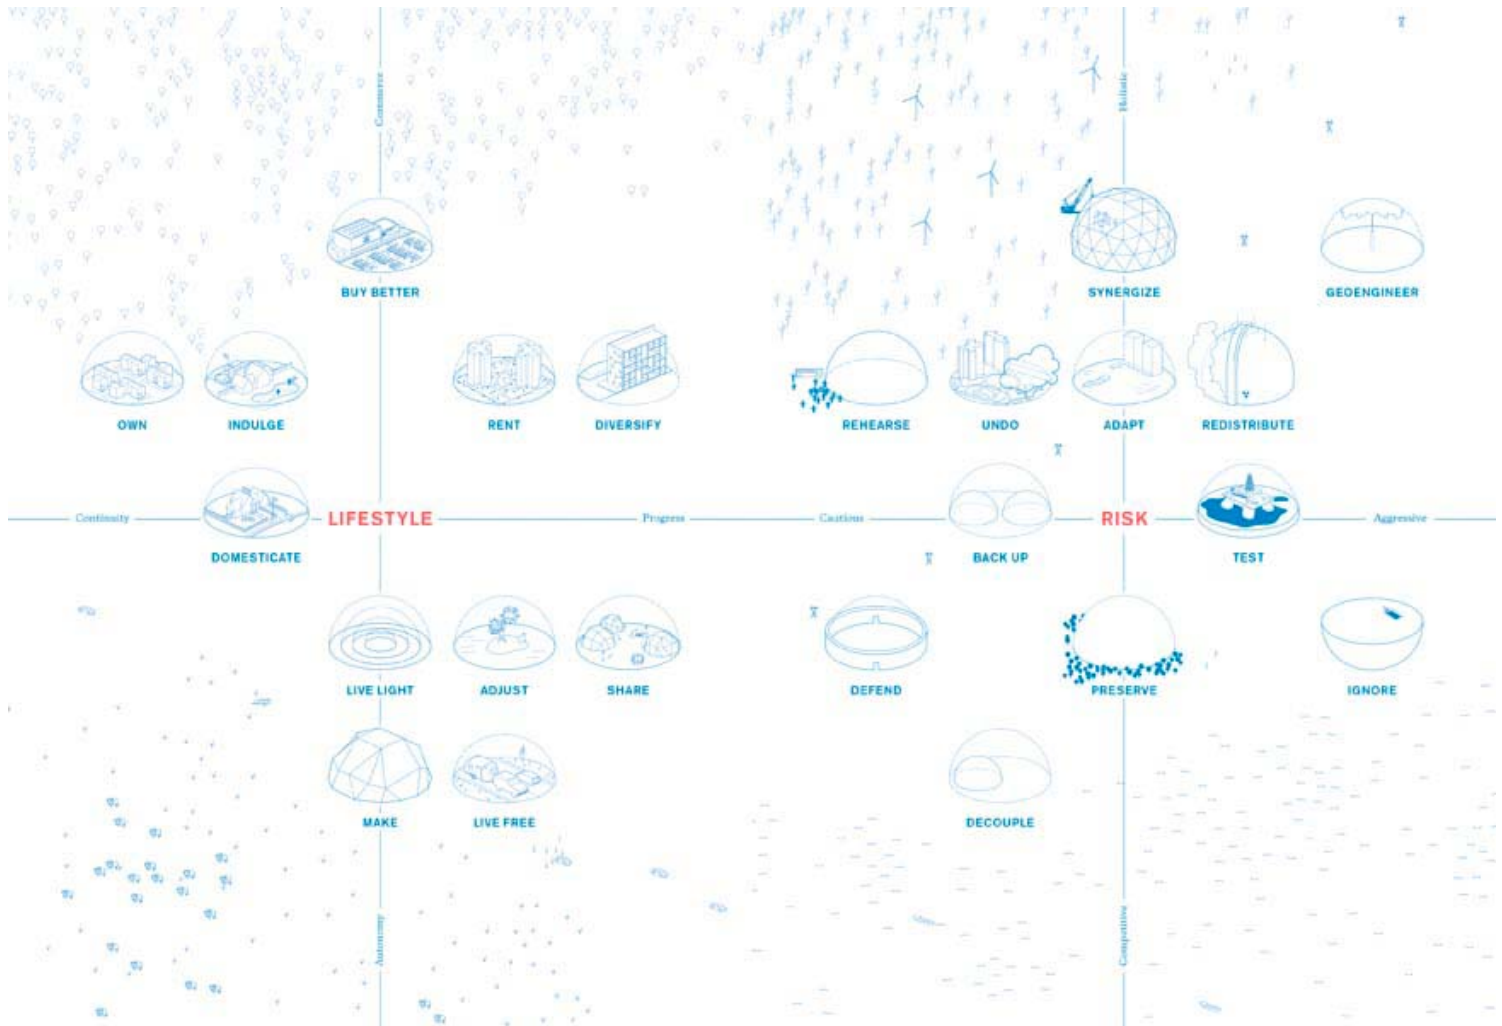 Commerce
Holistic
BUY BETTER
SYNERGIZE
GEOENGINEER
OWN
INDULGE
RENT
DIVERSIFY
REHEARSE
UNDO
ADAPT
REDISTRIBUTE
Continuity
LIFESTYLE
Progress
Cautious
RISK
Aggressive
DOMESTICATE
BACK UP
TEST
LIVE LIGHT
ADJUST
SHARE
DEFEND
PRESERVE
IGNORE
MAKE
LIVE FREE
DECOUPLE
Autonomy
Competitive